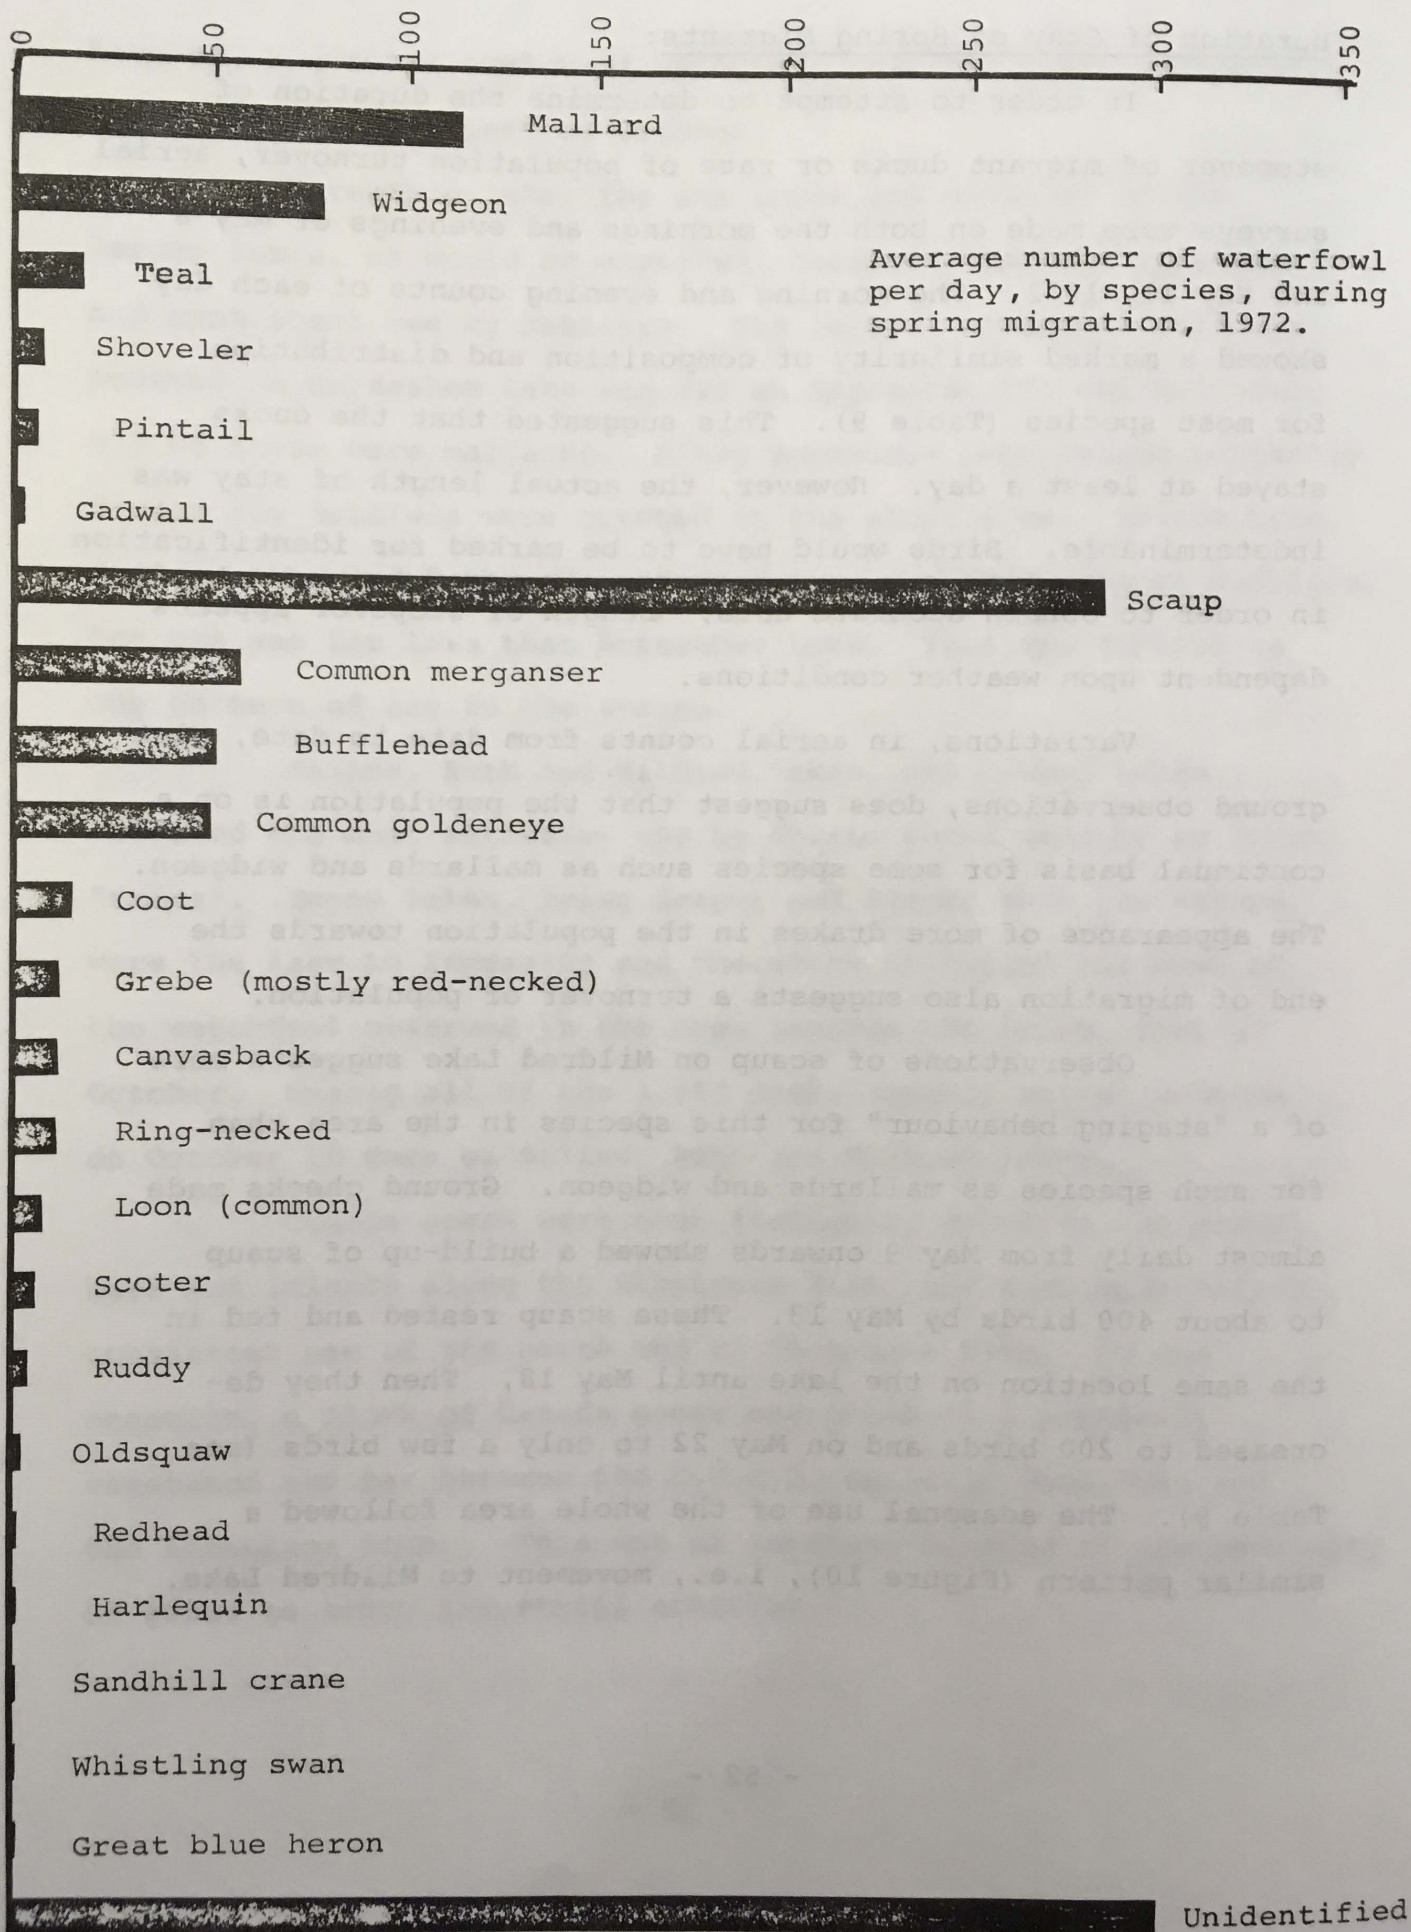 0
50
100
150
200
250
300
350
Mallard
Widgeon
Teal
Average number of waterfowl
per day, by species, during
spring migration, 1972.
Shoveler
Pintail
Gadwall
Scaup
Common merganser
Bufflehead
Common goldeneye
Coot
Grebe (mostly red-necked)
Canvasback
Ring-necked
Loon (common)
Scoter
Ruddy
Oldsquaw
Redhead
Harlequin
Sandhill crane
Whistling swan
Great blue heron
Unidentified